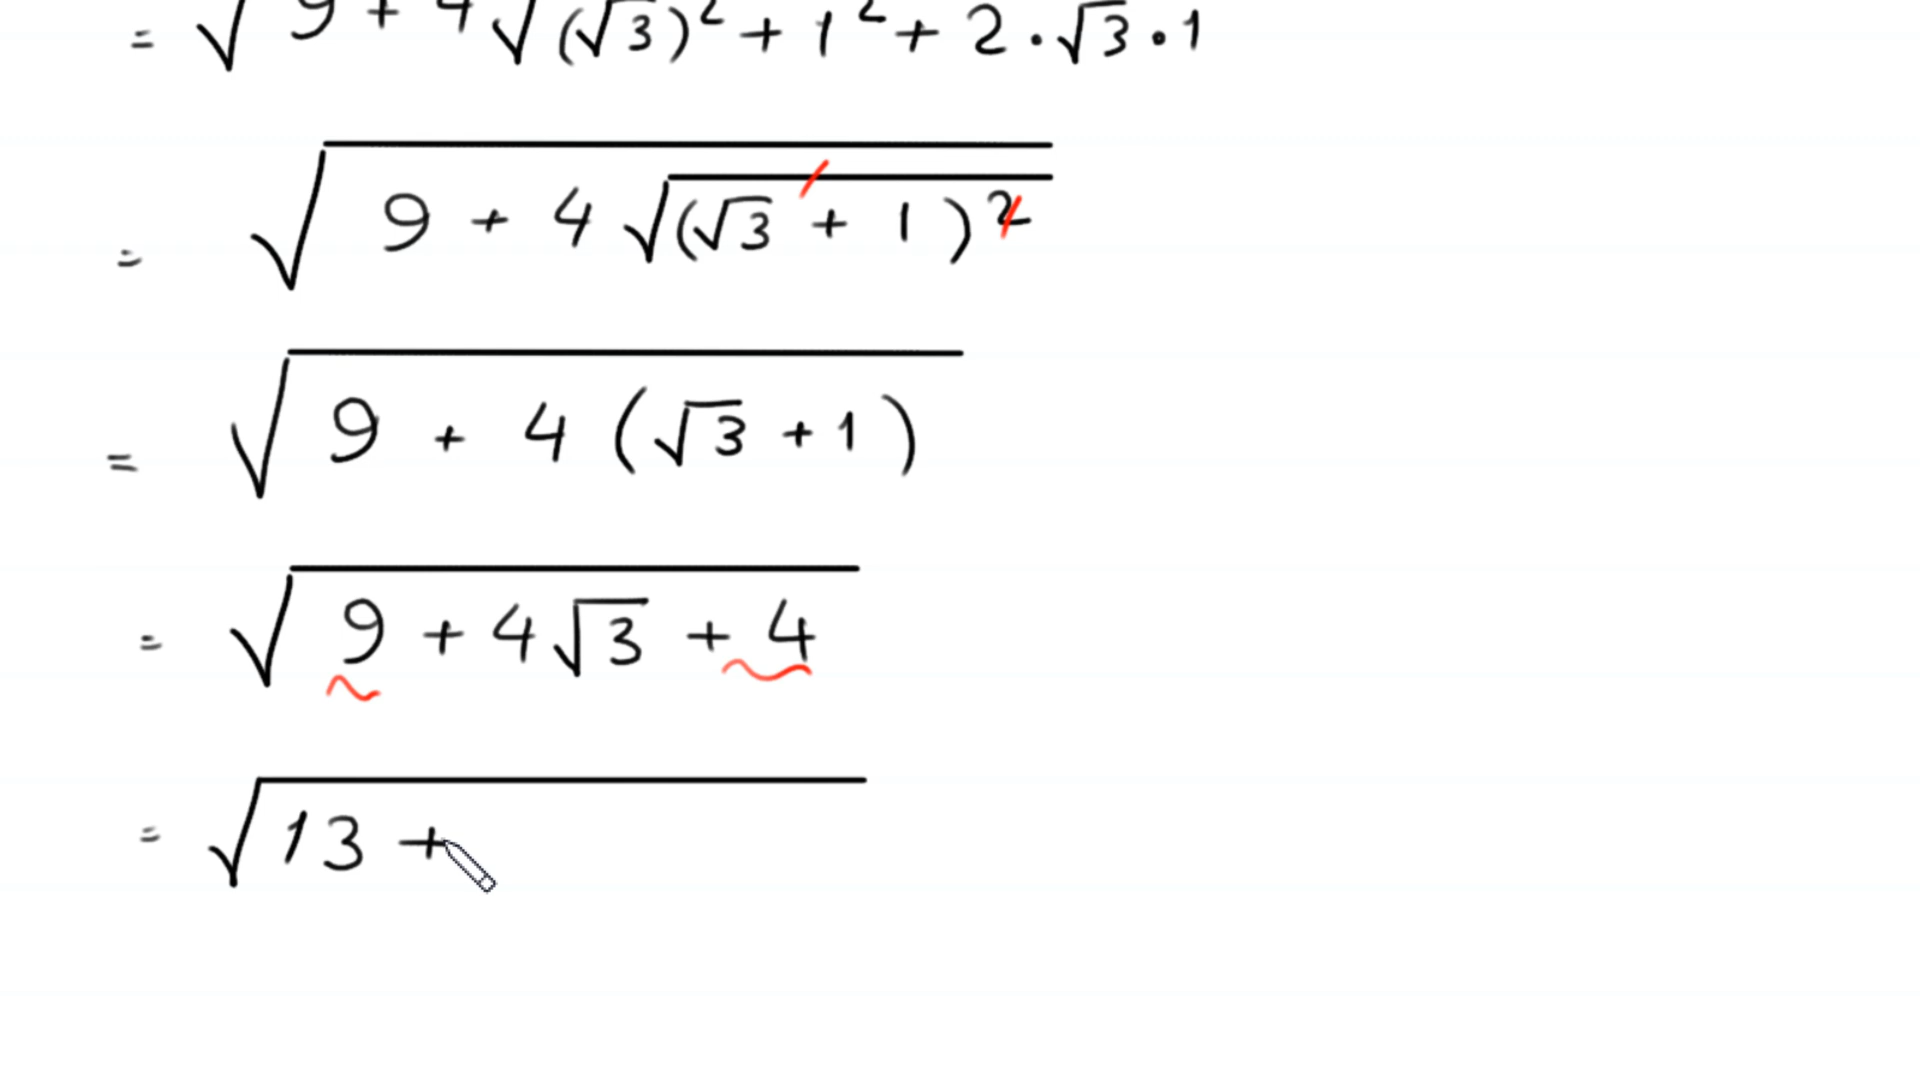 = √9 + 4√(√3)² + 1² + 2 · √3 · 1
= √9 + 4√(√3 + 1)²
= √9 + 4 (√3 + 1)
= √9 + 4√3 + 4
= √13 +